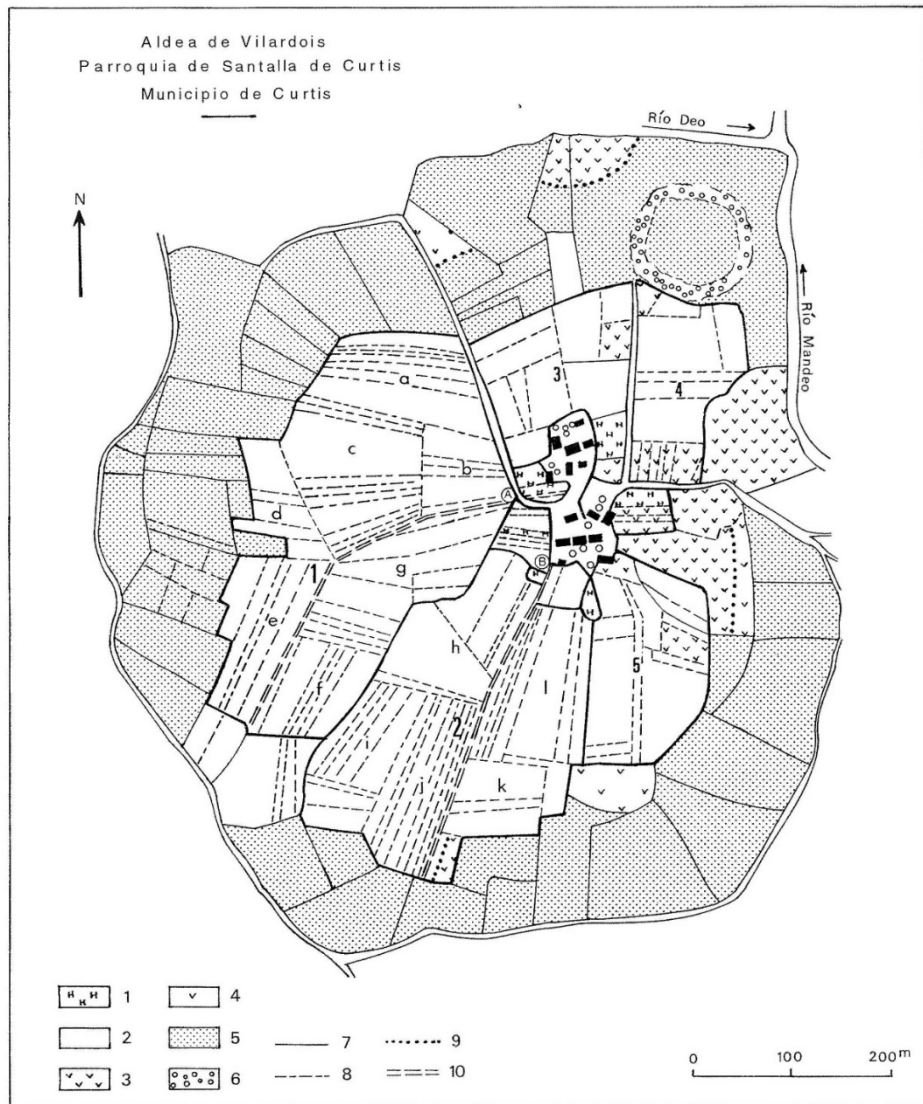 Aldea de Vilardois
Parroquia de Santalla de Curtis
Municipio de Curtis
Río Deo
N
Río Mandeo
a
3
4
c
b
A
d
1
g
B
e
h
5
f
l
2
j
k
H H H 1
v 4
2
5
7
9
3
6
8
10
0 100 200 m